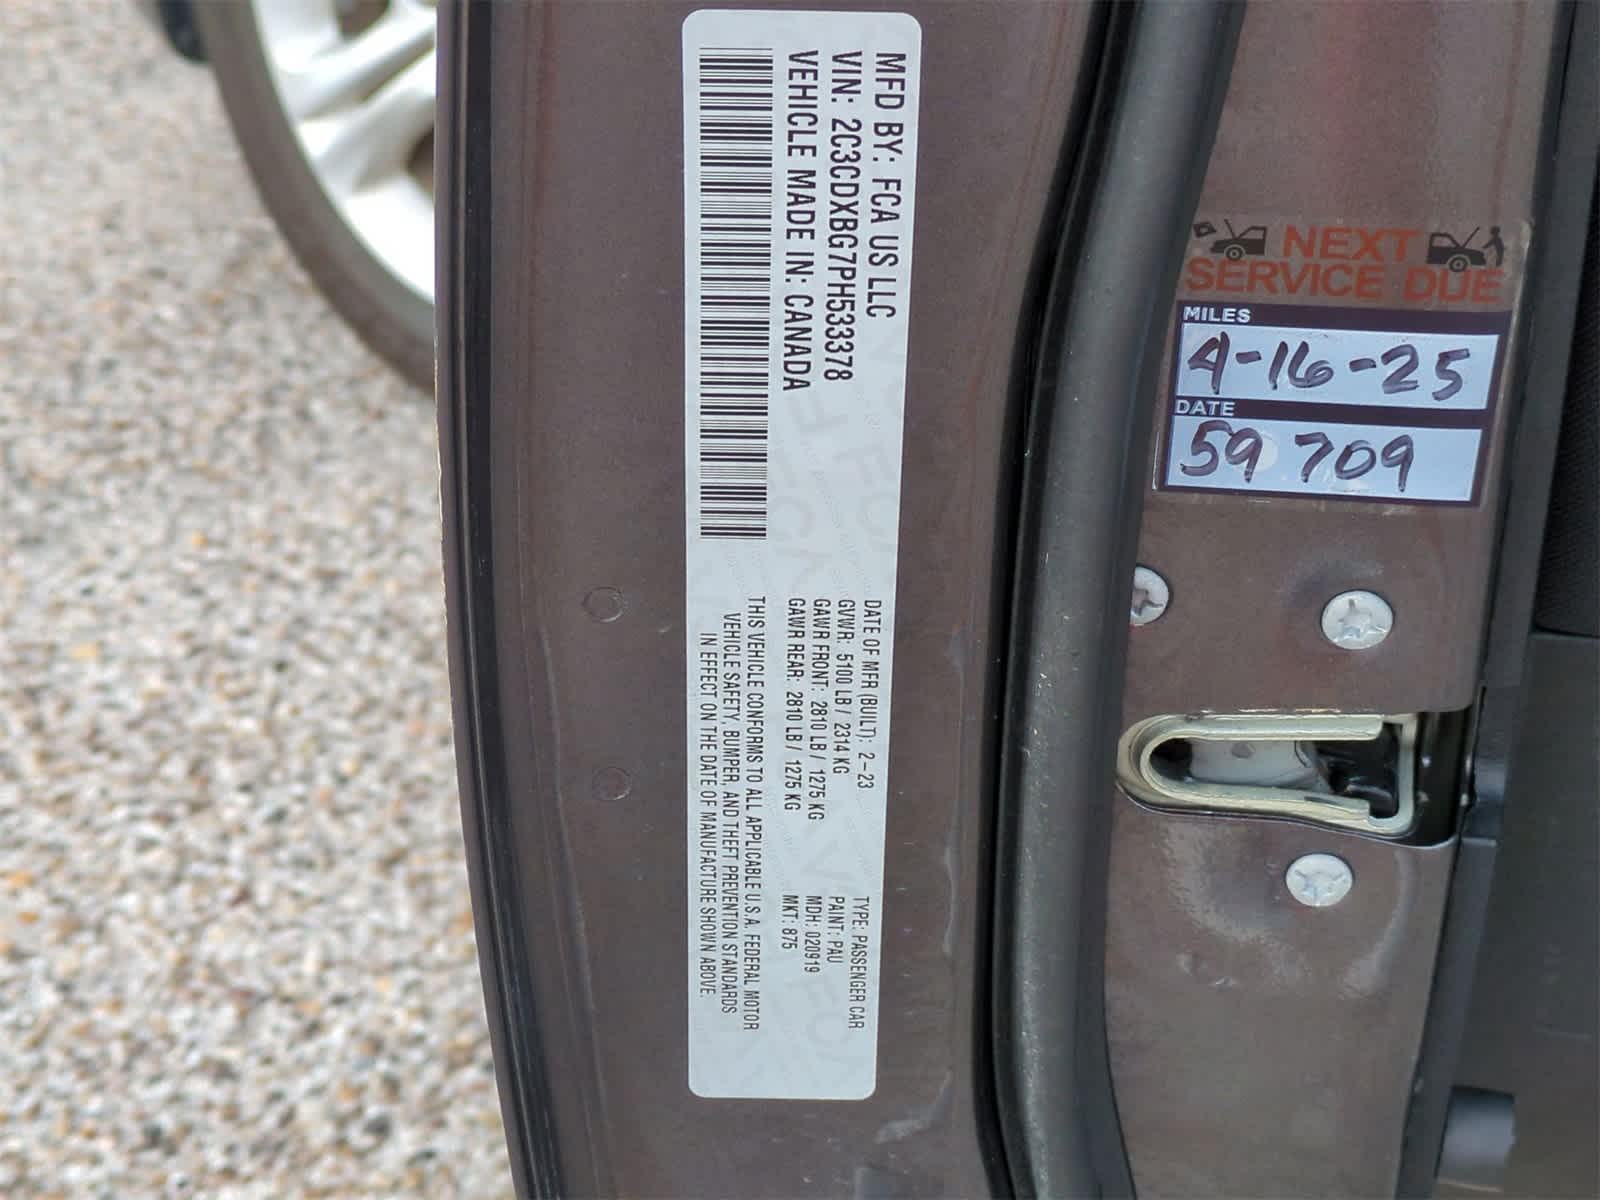 MFD BY: FCA US LLC
VIN: 2C3CDXBG7PH533378
VEHICLE MADE IN: CANADA
DATE OF MFR (BUILT): 2-23
GVWR: 5100 LB / 2314 KG
GAWR FRONT: 2810 LB / 1275 KG
GAWR REAR: 2810 LB / 1275 KG
TYPE: PASSENGER CAR
PAINT: PAU
MDH: 020919
MKT: 875
THIS VEHICLE CONFORMS TO ALL APPLICABLE U.S.A. FEDERAL MOTOR
VEHICLE SAFETY, BUMPER, AND THEFT PREVENTION STANDARDS
IN EFFECT ON THE DATE OF MANUFACTURE SHOWN ABOVE.
NEXT
SERVICE DUE
MILES
4-16-25
DATE
59 709